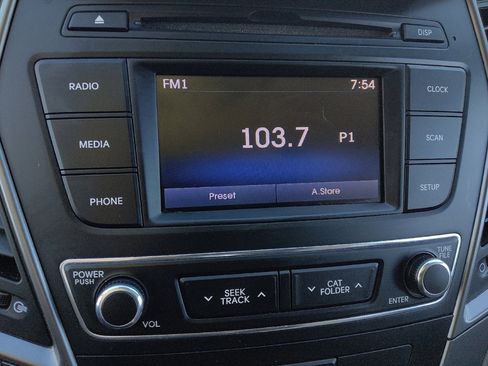 DISP
RADIO
MEDIA
PHONE
FM1 7:54
103.7 P1
Preset A.Store
CLOCK
SCAN
SETUP
POWER
PUSH
VOL
SEEK
TRACK
CAT
FOLDER
TUNE
FILE
ENTER